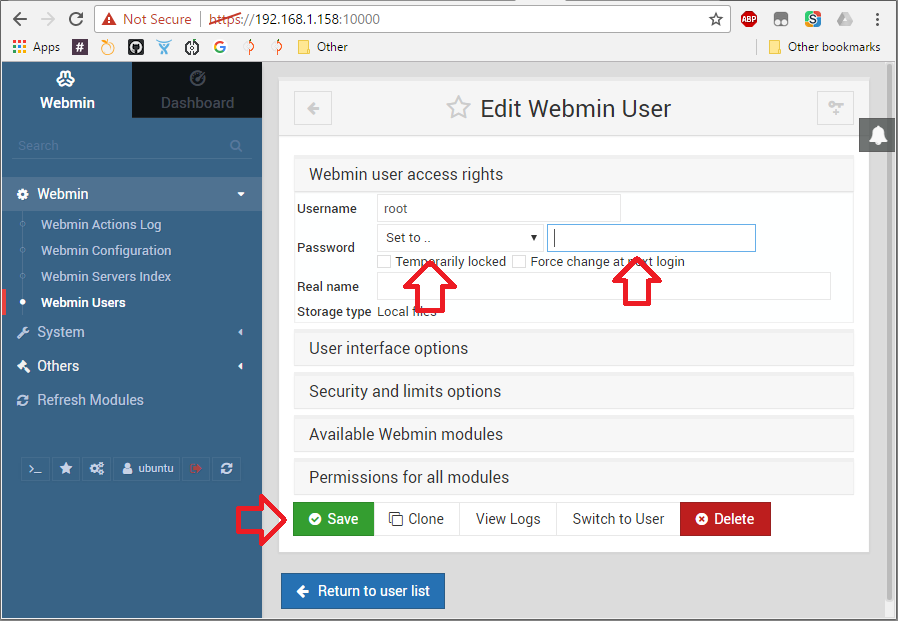 Not Secure | https://192.168.1.158:10000
ABP
S
Apps # G Other Other bookmarks
Webmin Dashboard
Search
Webmin
Webmin Actions Log
Webmin Configuration
Webmin Servers Index
Webmin Users
System
Others
Refresh Modules
>_ ubuntu
Edit Webmin User
Webmin user access rights
Username root
Password Set to ..
Temporarily locked Force change at next login
Real name
Storage type Local files
User interface options
Security and limits options
Available Webmin modules
Permissions for all modules
Save Clone View Logs Switch to User Delete
Return to user list